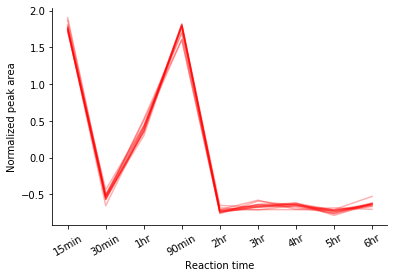 2.0
1.5
1.0
0.5
0.0
−0.5
Normalized peak area
15min 30min 1hr 90min 2hr 3hr 4hr 5hr 6hr
Reaction time